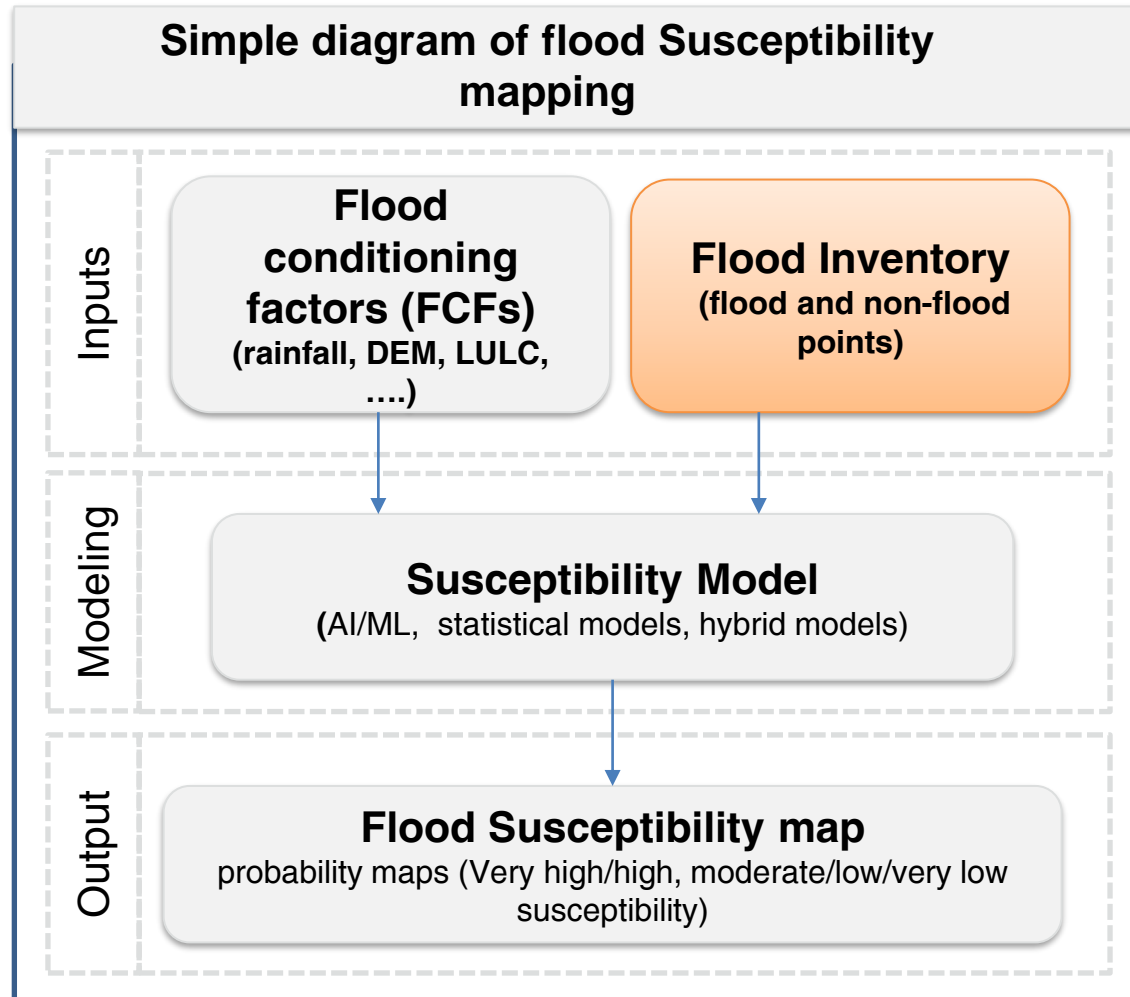 Simple diagram of flood Susceptibility
mapping
Inputs
Flood
conditioning
factors (FCFs)
(rainfall, DEM, LULC,
....)
Flood Inventory
(flood and non-flood
points)
Modeling
Susceptibility Model
(AI/ML, statistical models, hybrid models)
Output
Flood Susceptibility map
probability maps (Very high/high, moderate/low/very low
susceptibility)